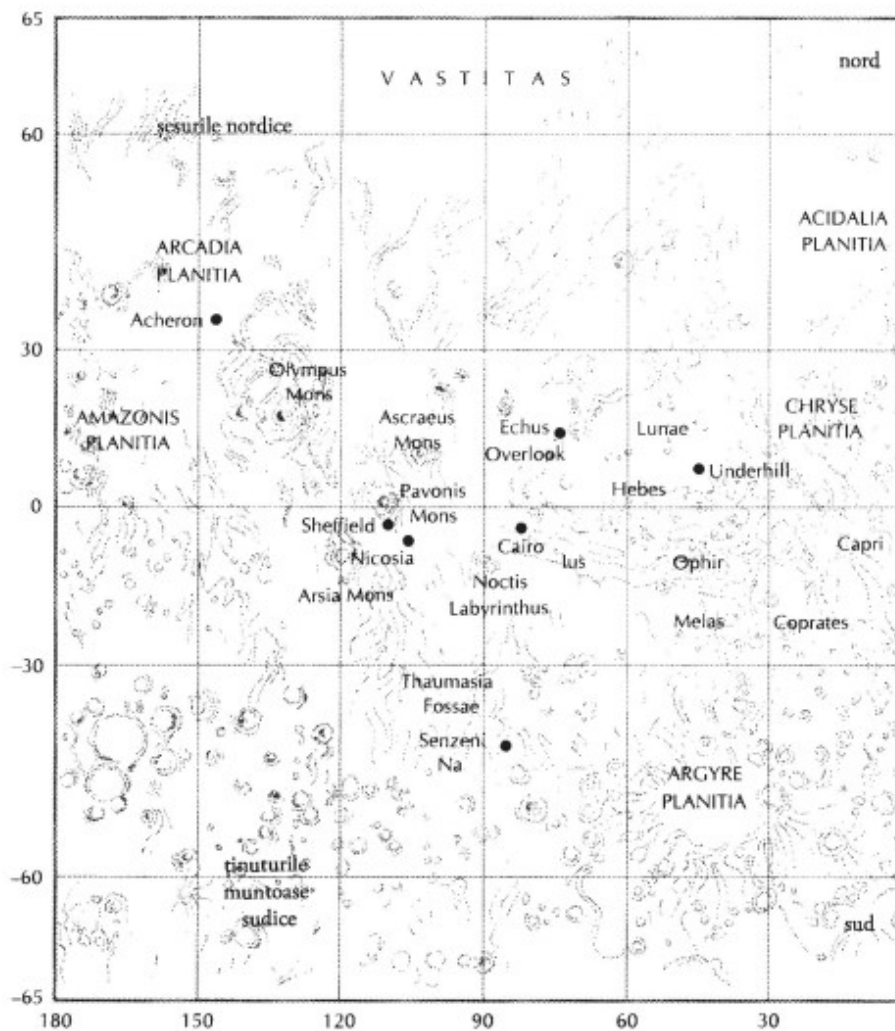 65
nord
V A S T I T A S
60
sesurile nordice
ACIDALIA
PLANITIA
ARCADIA
PLANITIA
Acheron
30
Olympus
Mons
AMAZONIS
PLANITIA
Ascraeus
Mons
Echus
Overlook
Lunae
CHRYSE
PLANITIA
Underhill
Hebes
0
Pavonis
Mons
Sheffield
Nicosia
Cairo
Ius
Ophir
Capri
Arsia Mons
Noctis
Labyrinthus
Melas
Coprates
-30
Thaumasia
Fossae
Senzeni
Na
ARGYRE
PLANITIA
-60
tinuturile
muntoase
sudice
sud
-65
180 150 120 90 60 30